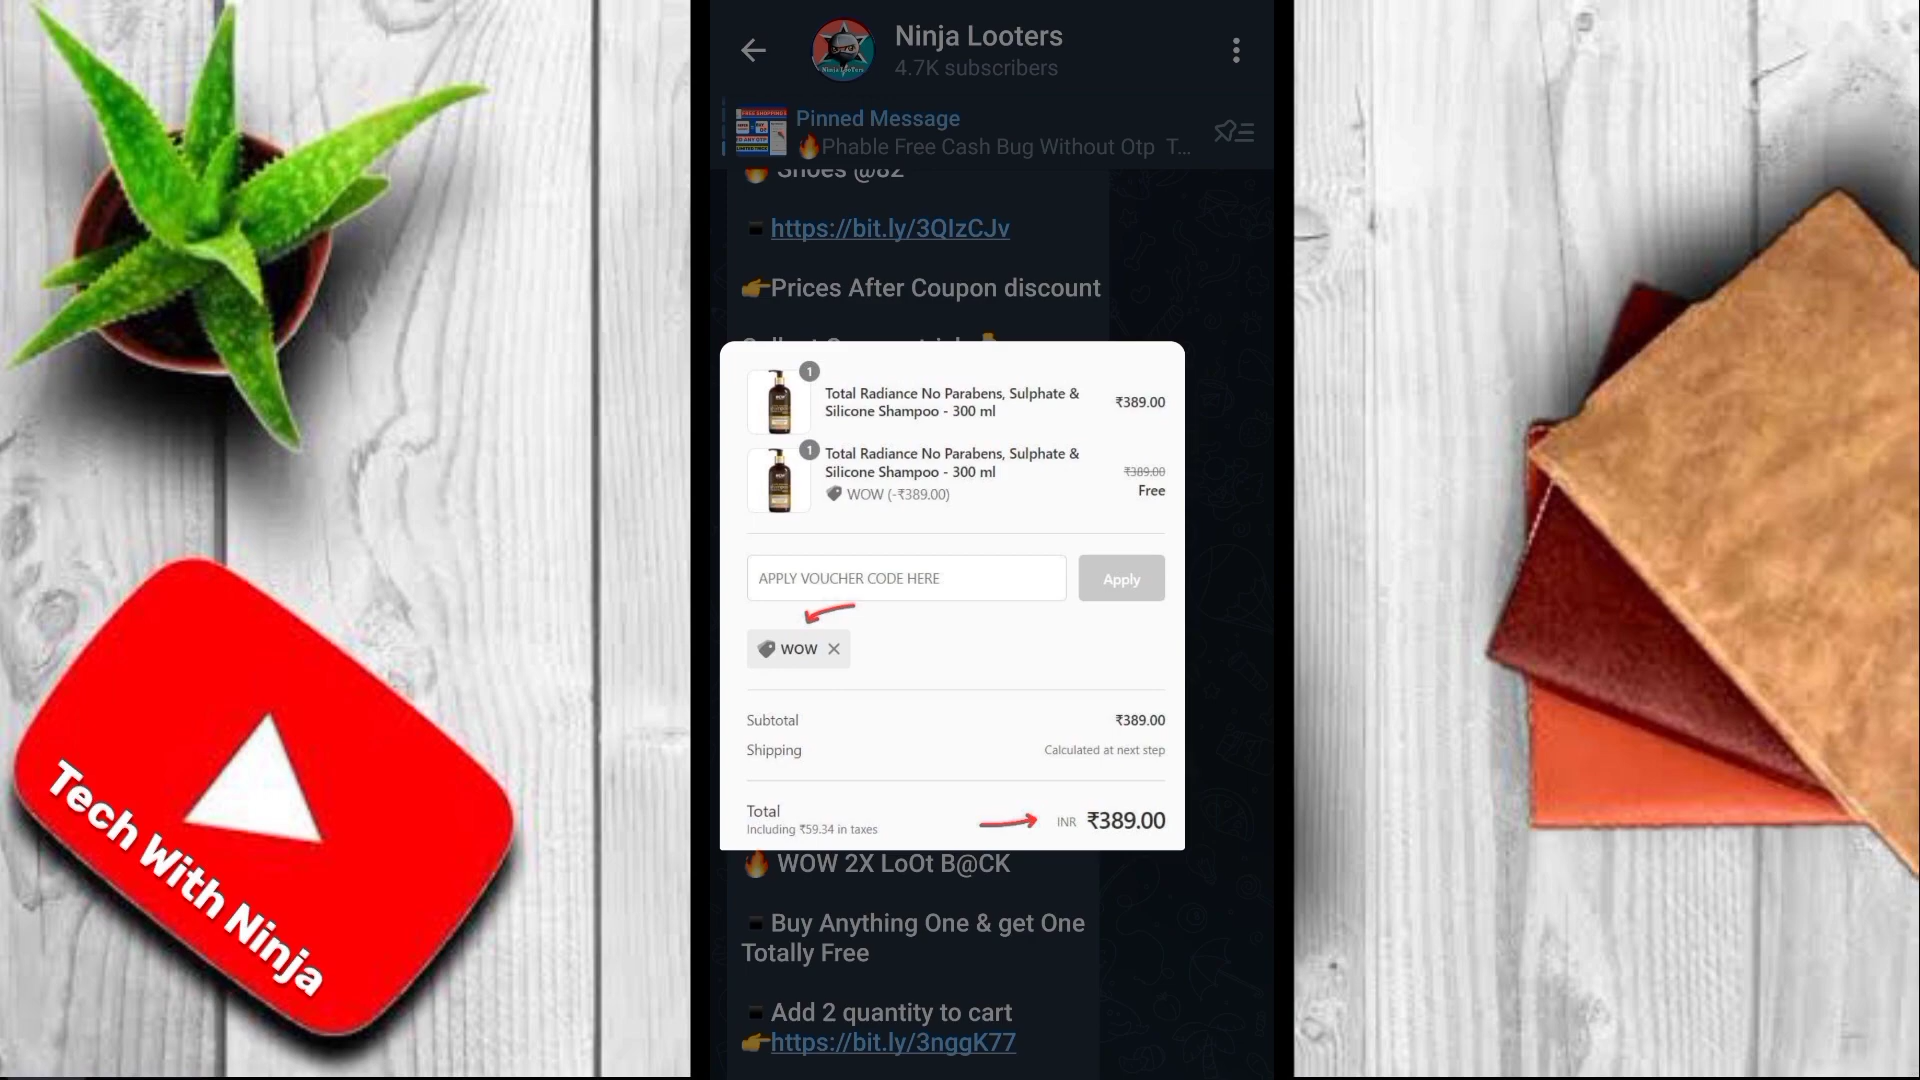 Ninja Looters
4.7K subscribers
Pinned Message
🔥Phable Free Cash Bug Without Otp T...
🔥 Shoes @82
https://bit.ly/3QIzCJv
👉Prices After Coupon discount
1
Total Radiance No Parabens, Sulphate &
Silicone Shampoo - 300 ml
₹389.00
1
Total Radiance No Parabens, Sulphate &
Silicone Shampoo - 300 ml
₹389.00
WOW (-₹389.00)
Free
APPLY VOUCHER CODE HERE
Apply
WOW
Subtotal
₹389.00
Shipping
Calculated at next step
Total
Including ₹59.34 in taxes
INR ₹389.00
🔥 WOW 2X LoOt B@CK
Buy Anything One & get One
Totally Free
Add 2 quantity to cart
👉https://bit.ly/3nggK77
Tech With Ninja